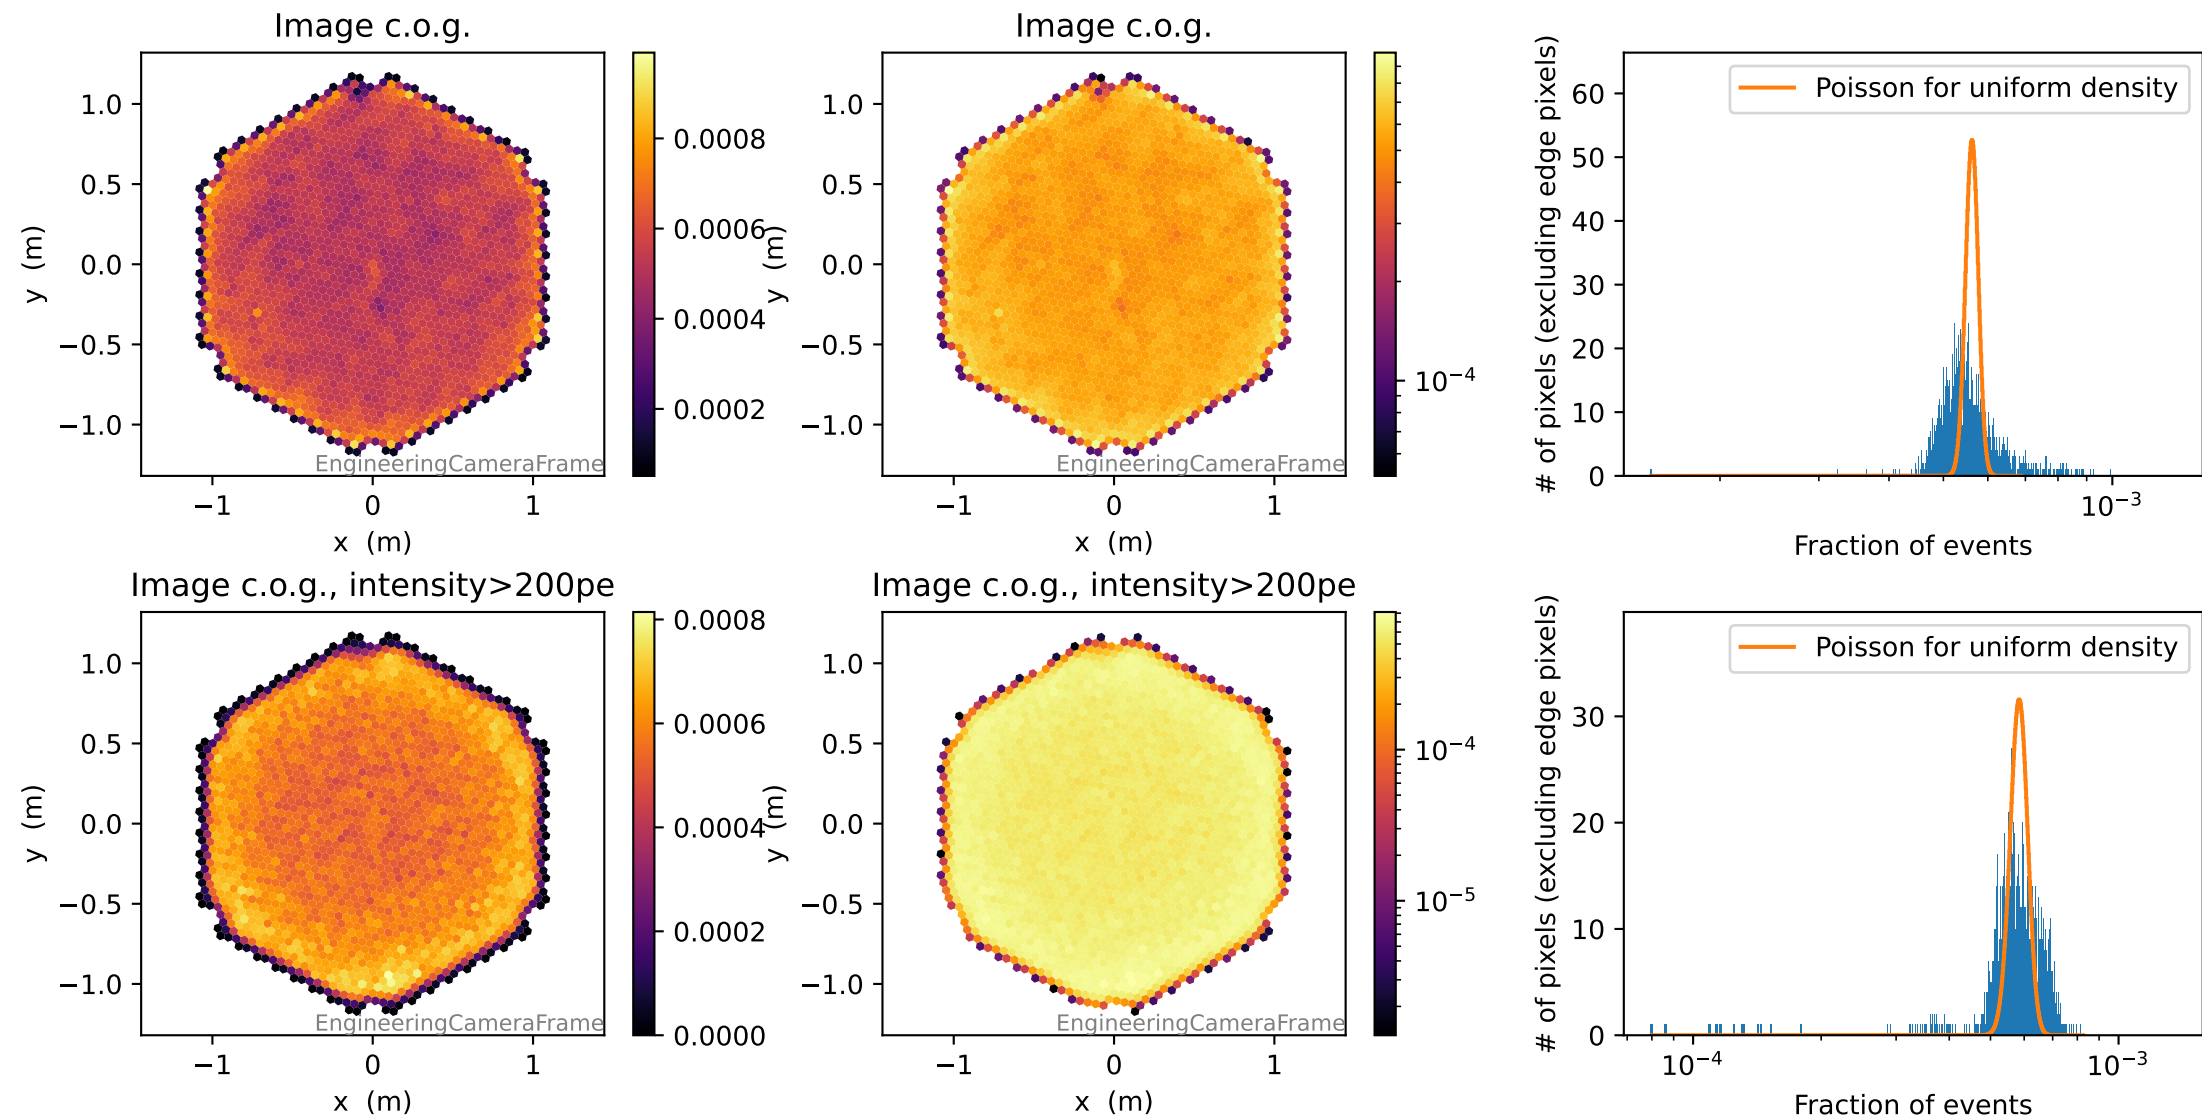 Image c.o.g.
1.0
0.5
0.0
−0.5
−1.0
y (m)
−1
0
1
x (m)
EngineeringCameraFrame
0.0008
0.0006
0.0004
0.0002
Image c.o.g.
1.0
0.5
0.0
−0.5
−1.0
y (m)
−1
0
1
x (m)
EngineeringCameraFrame
10−4
Poisson for uniform density
60
50
40
30
20
10
0
# of pixels (excluding edge pixels)
10−3
Fraction of events
Image c.o.g., intensity>200pe
1.0
0.5
0.0
−0.5
−1.0
y (m)
−1
0
1
x (m)
EngineeringCameraFrame
0.0008
0.0006
0.0004
0.0002
0.0000
Image c.o.g., intensity>200pe
1.0
0.5
0.0
−0.5
−1.0
y (m)
−1
0
1
x (m)
EngineeringCameraFrame
10−4
10−5
Poisson for uniform density
30
20
10
0
# of pixels (excluding edge pixels)
10−4
10−3
Fraction of events